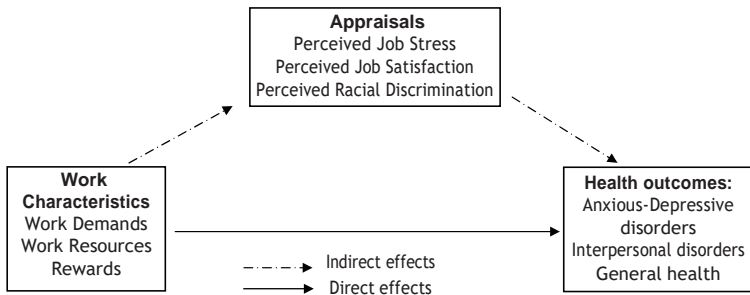 Appraisals
Perceived Job Stress
Perceived Job Satisfaction
Perceived Racial Discrimination
Work
Characteristics
Work Demands
Work Resources
Rewards
Health outcomes:
Anxious-Depressive
disorders
Interpersonal disorders
General health
Indirect effects
Direct effects